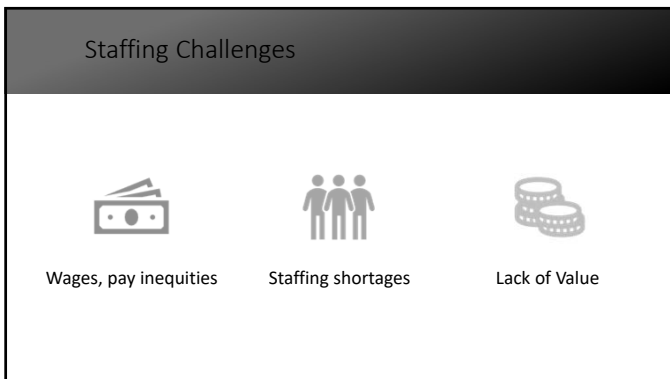 Staffing Challenges
Wages, pay inequities
Staffing shortages
Lack of Value